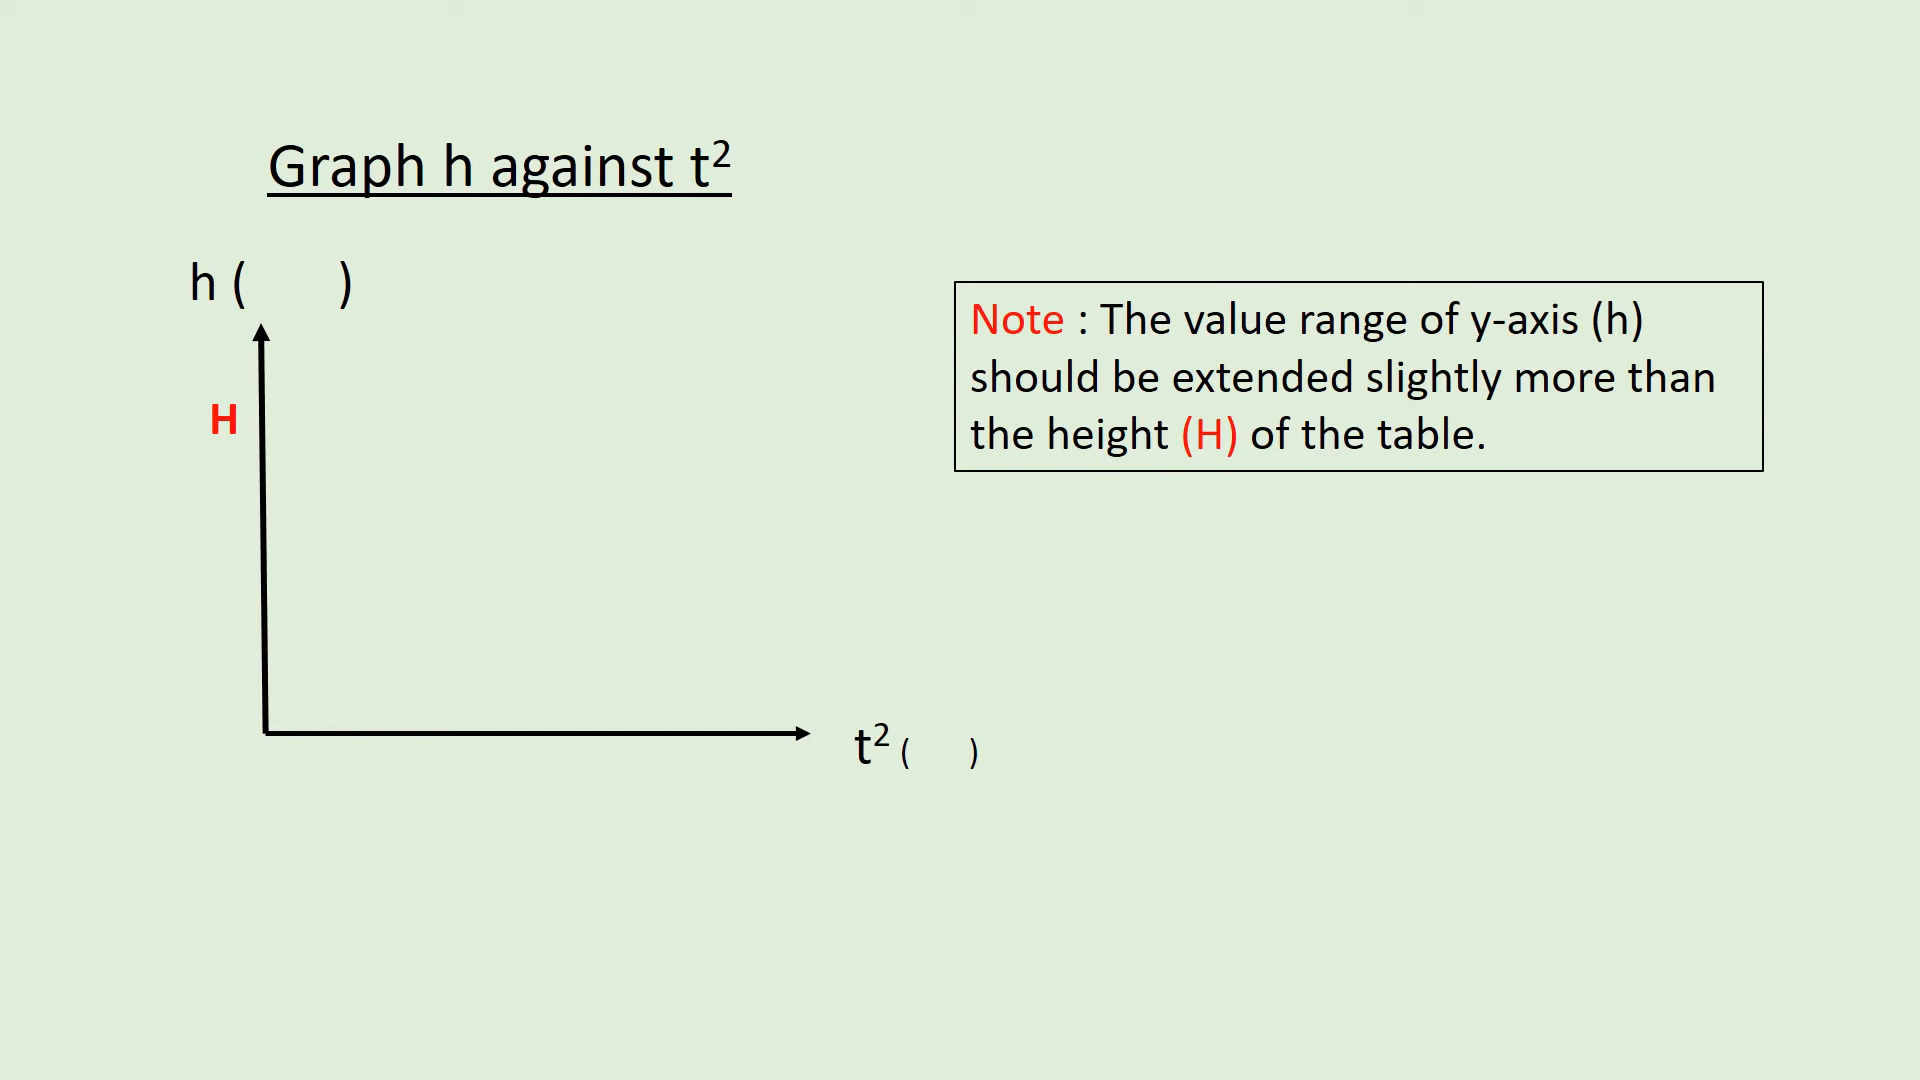 Graph h against t²
h (      )
Note : The value range of y-axis (h)
should be extended slightly more than
the height (H) of the table.
H
t² (      )